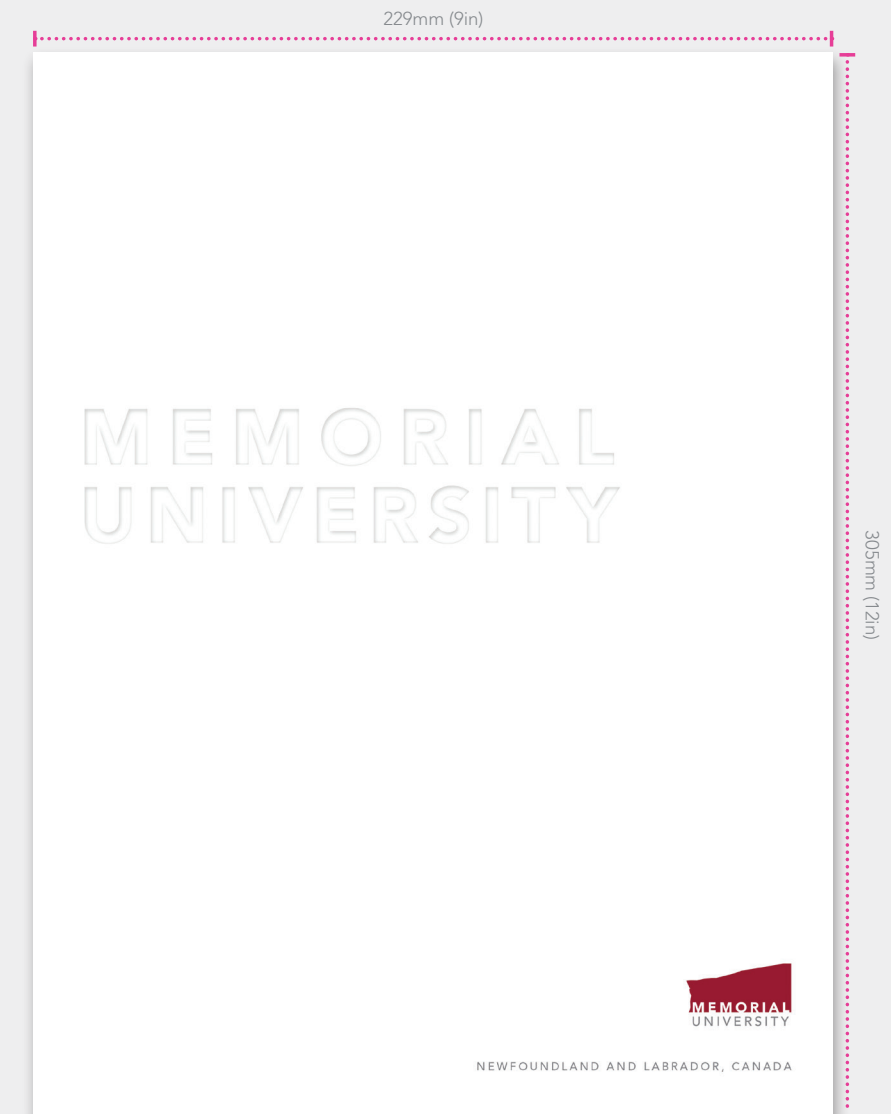 229mm (9in)
MEMORIAL
UNIVERSITY
305mm (12in)
MEMORIAL
UNIVERSITY
NEWFOUNDLAND AND LABRADOR, CANADA